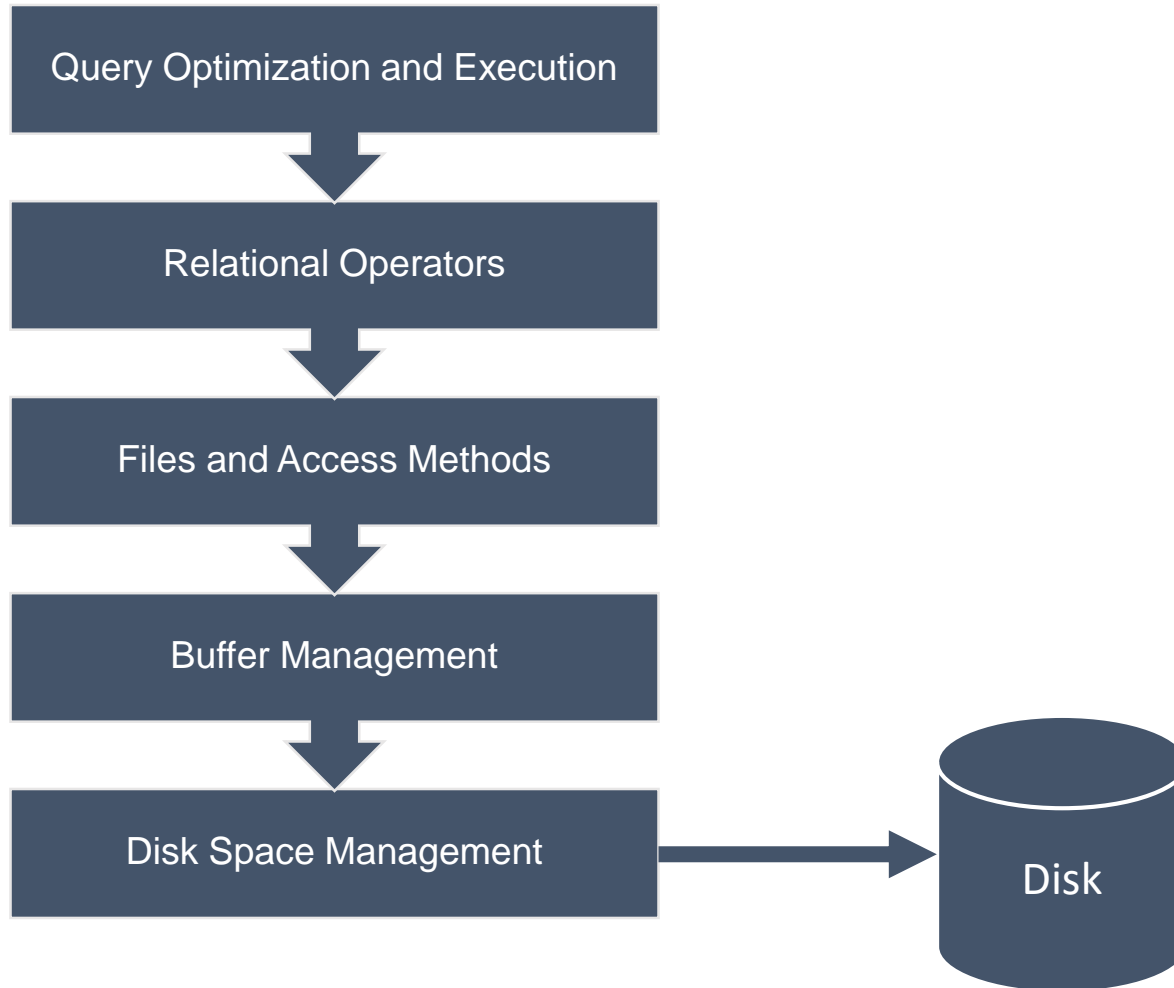 Query Optimization and Execution
Relational Operators
Files and Access Methods
Buffer Management
Disk Space Management
Disk